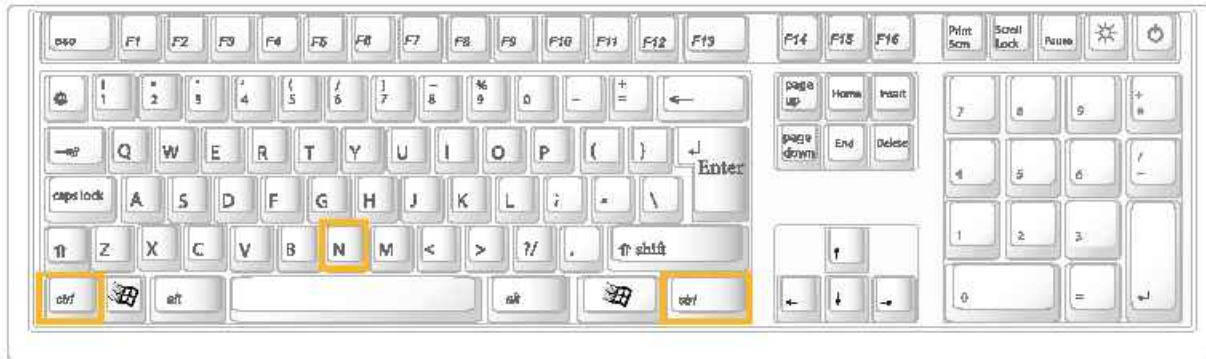 esc F1 F2 F3 F4 F5 F6 F7 F8 F9 F10 F11 F12 F13 F14 F15 F16 Print Scrn Scroll Lock Pause
1 2 3 4 5 6 7 8 9 0 - + = page up Home Insert 7 8 9
Q W E R T Y U I O P { } Enter page down End Delete 4 5 6 / -
caps lock A S D F G H J K L ; \
Z X C V B N M < > ?/ . shift 1 2 3
ctrl alt alt ctrl 0 =